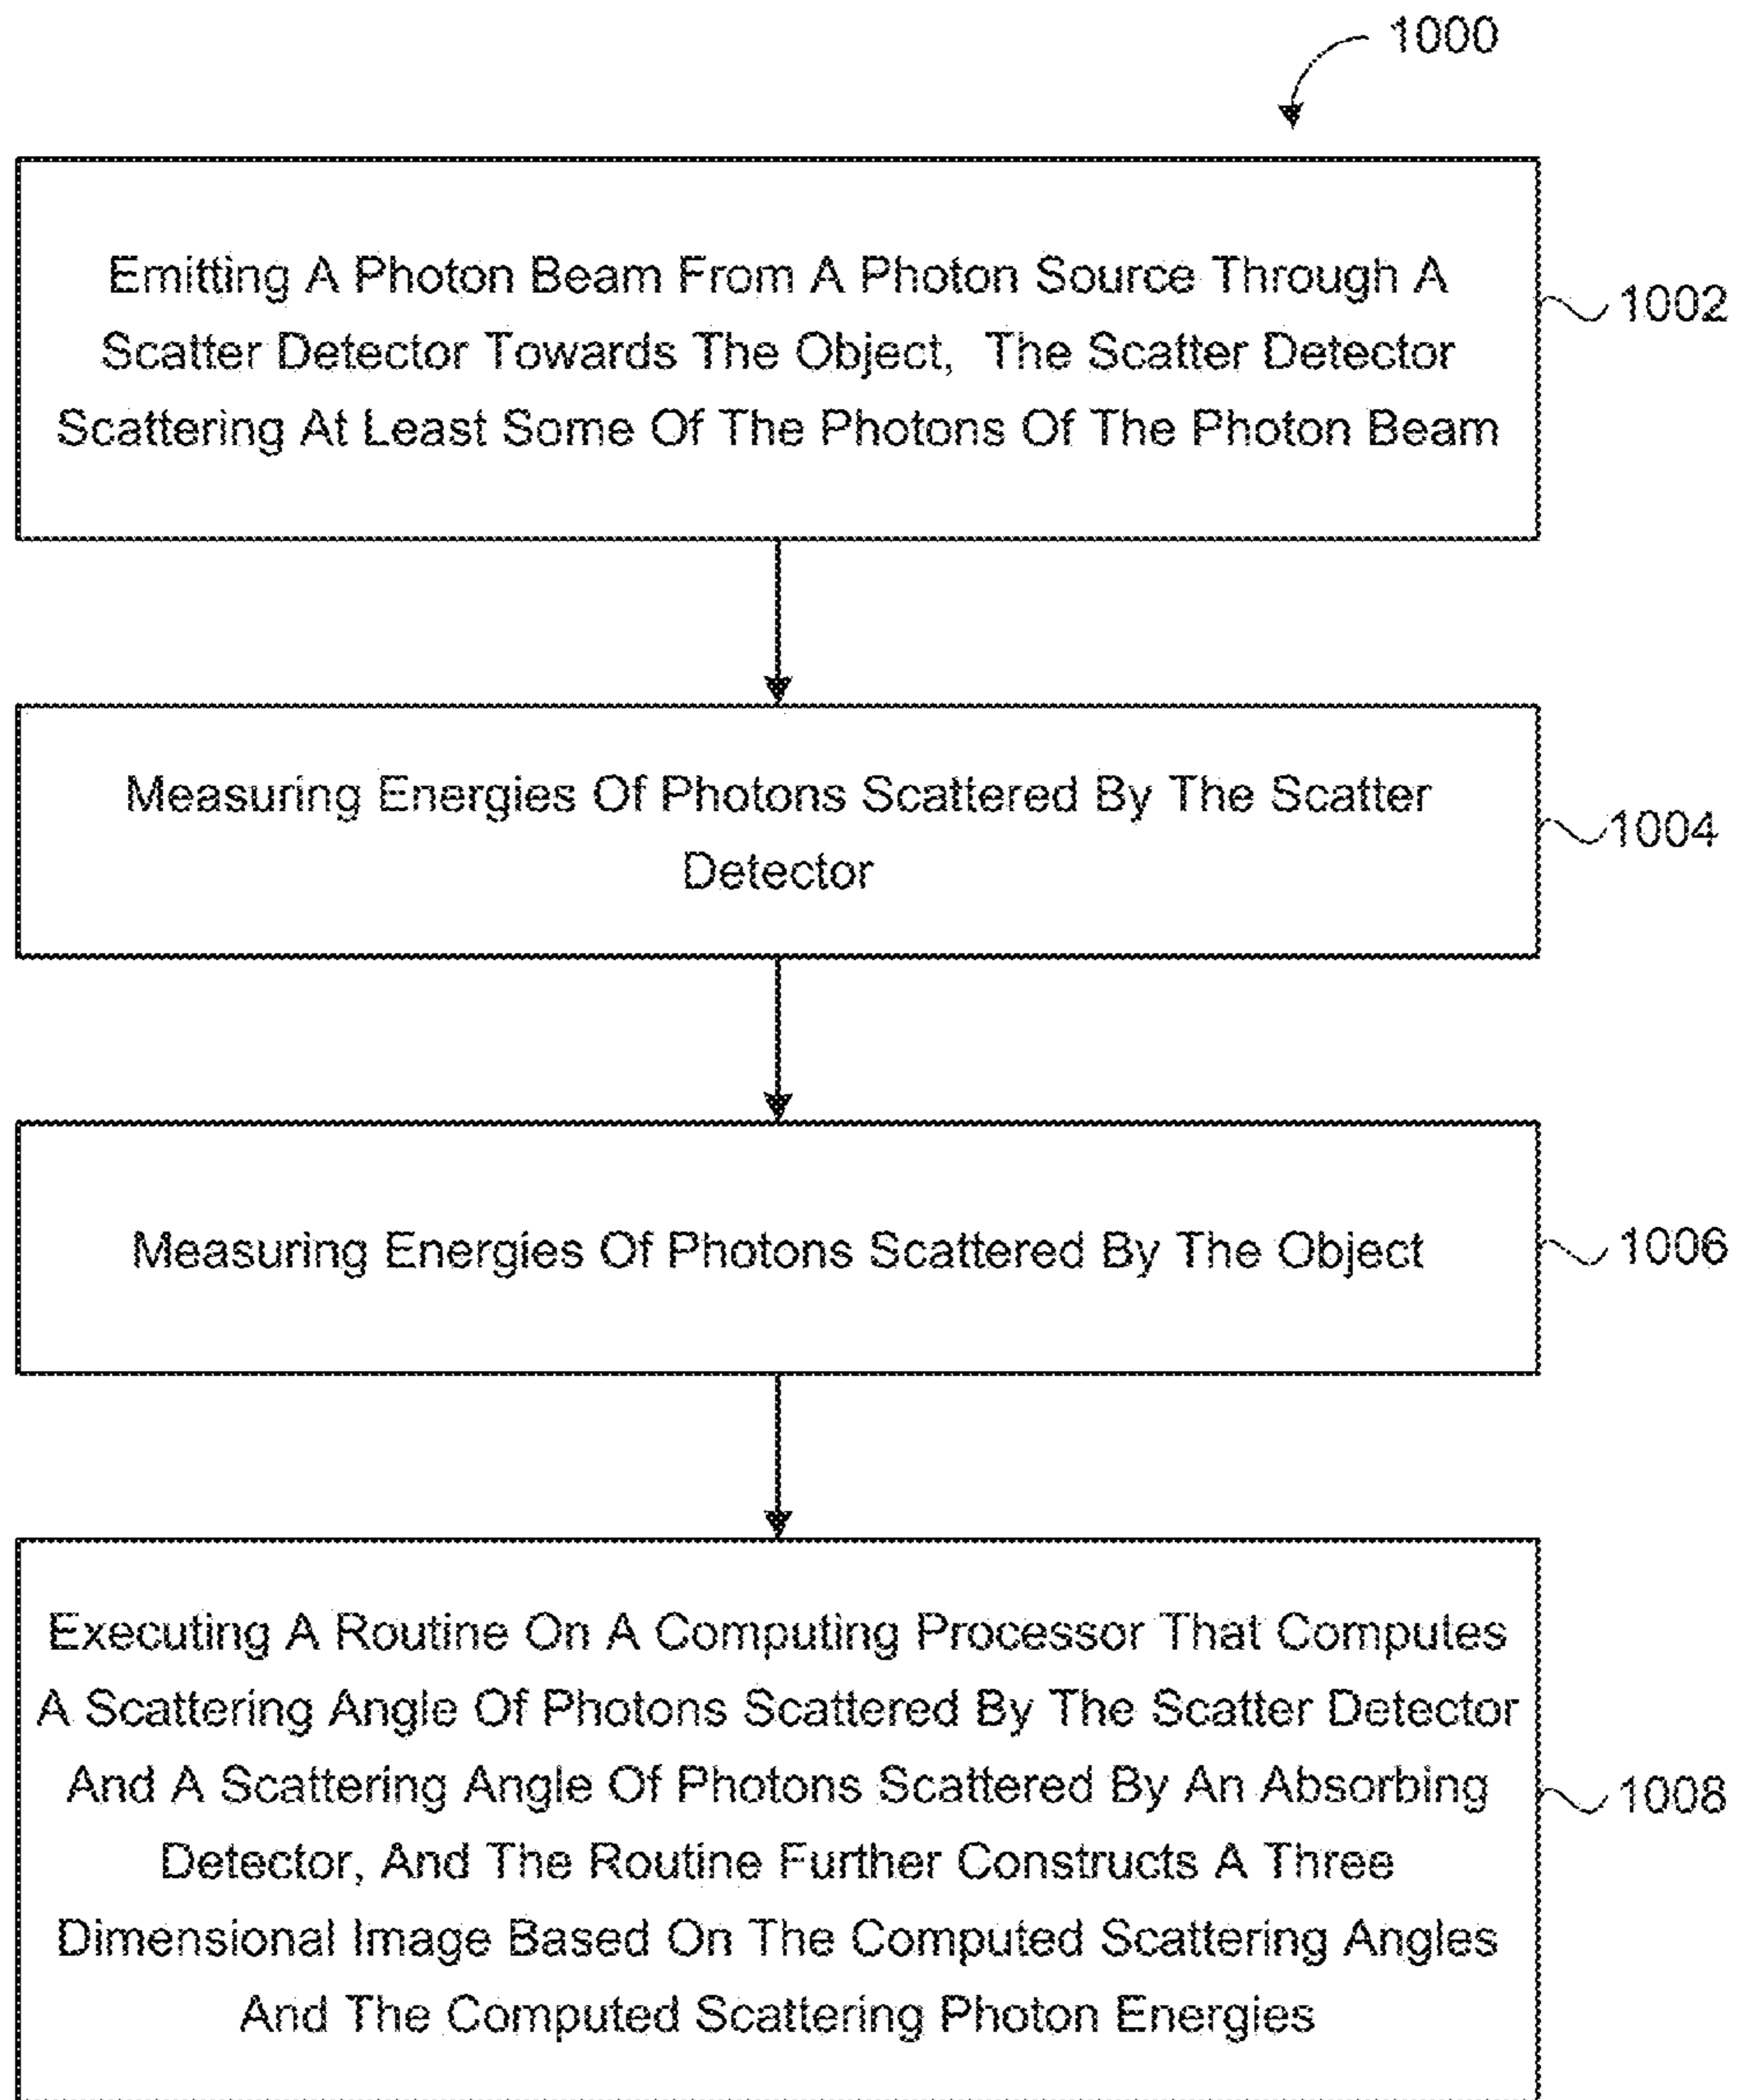 1000
Emitting A Photon Beam From A Photon Source Through A
Scatter Detector Towards The Object, The Scatter Detector
Scattering At Least Some Of The Photons Of The Photon Beam
1002
Measuring Energies Of Photons Scattered By The Scatter
Detector
1004
Measuring Energies Of Photons Scattered By The Object
1006
Executing A Routine On A Computing Processor That Computes
A Scattering Angle Of Photons Scattered By The Scatter Detector
And A Scattering Angle Of Photons Scattered By An Absorbing
Detector, And The Routine Further Constructs A Three
Dimensional Image Based On The Computed Scattering Angles
And The Computed Scattering Photon Energies
1008